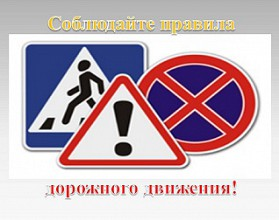 Соблюдайте правила
дорожного движения!